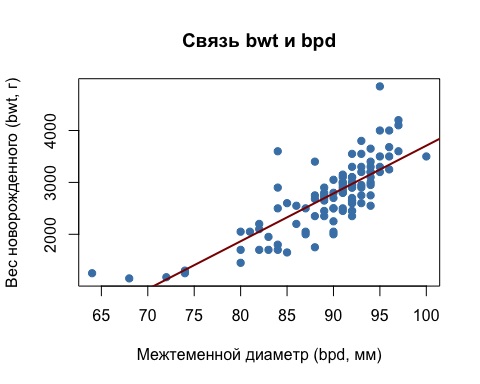 Связь bwt и bpd
Вес новорожденного (bwt, г)
4000
3000
2000
65 70 75 80 85 90 95 100
Межтеменной диаметр (bpd, мм)